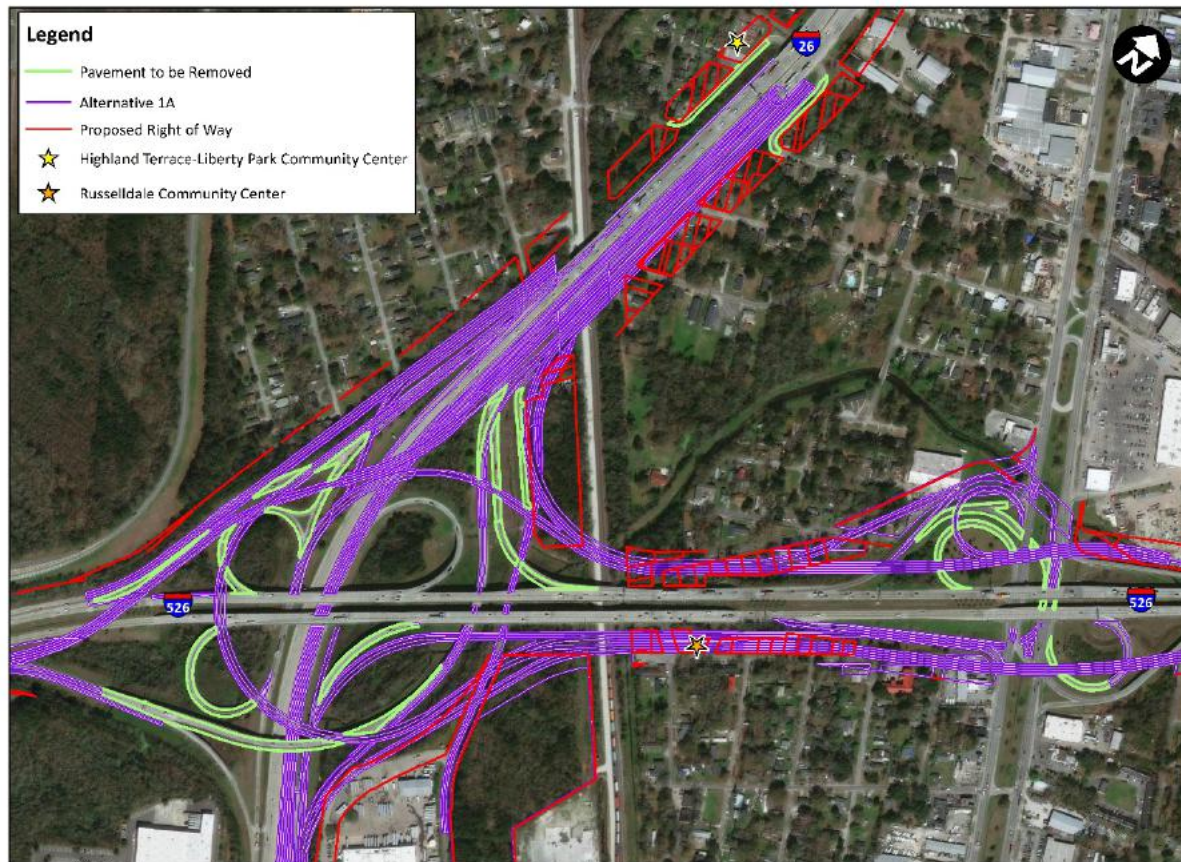 Legend
Pavement to be Removed
Alternative 1A
Proposed Right of Way
Highland Terrace-Liberty Park Community Center
Russelldale Community Center
26
N
526
526